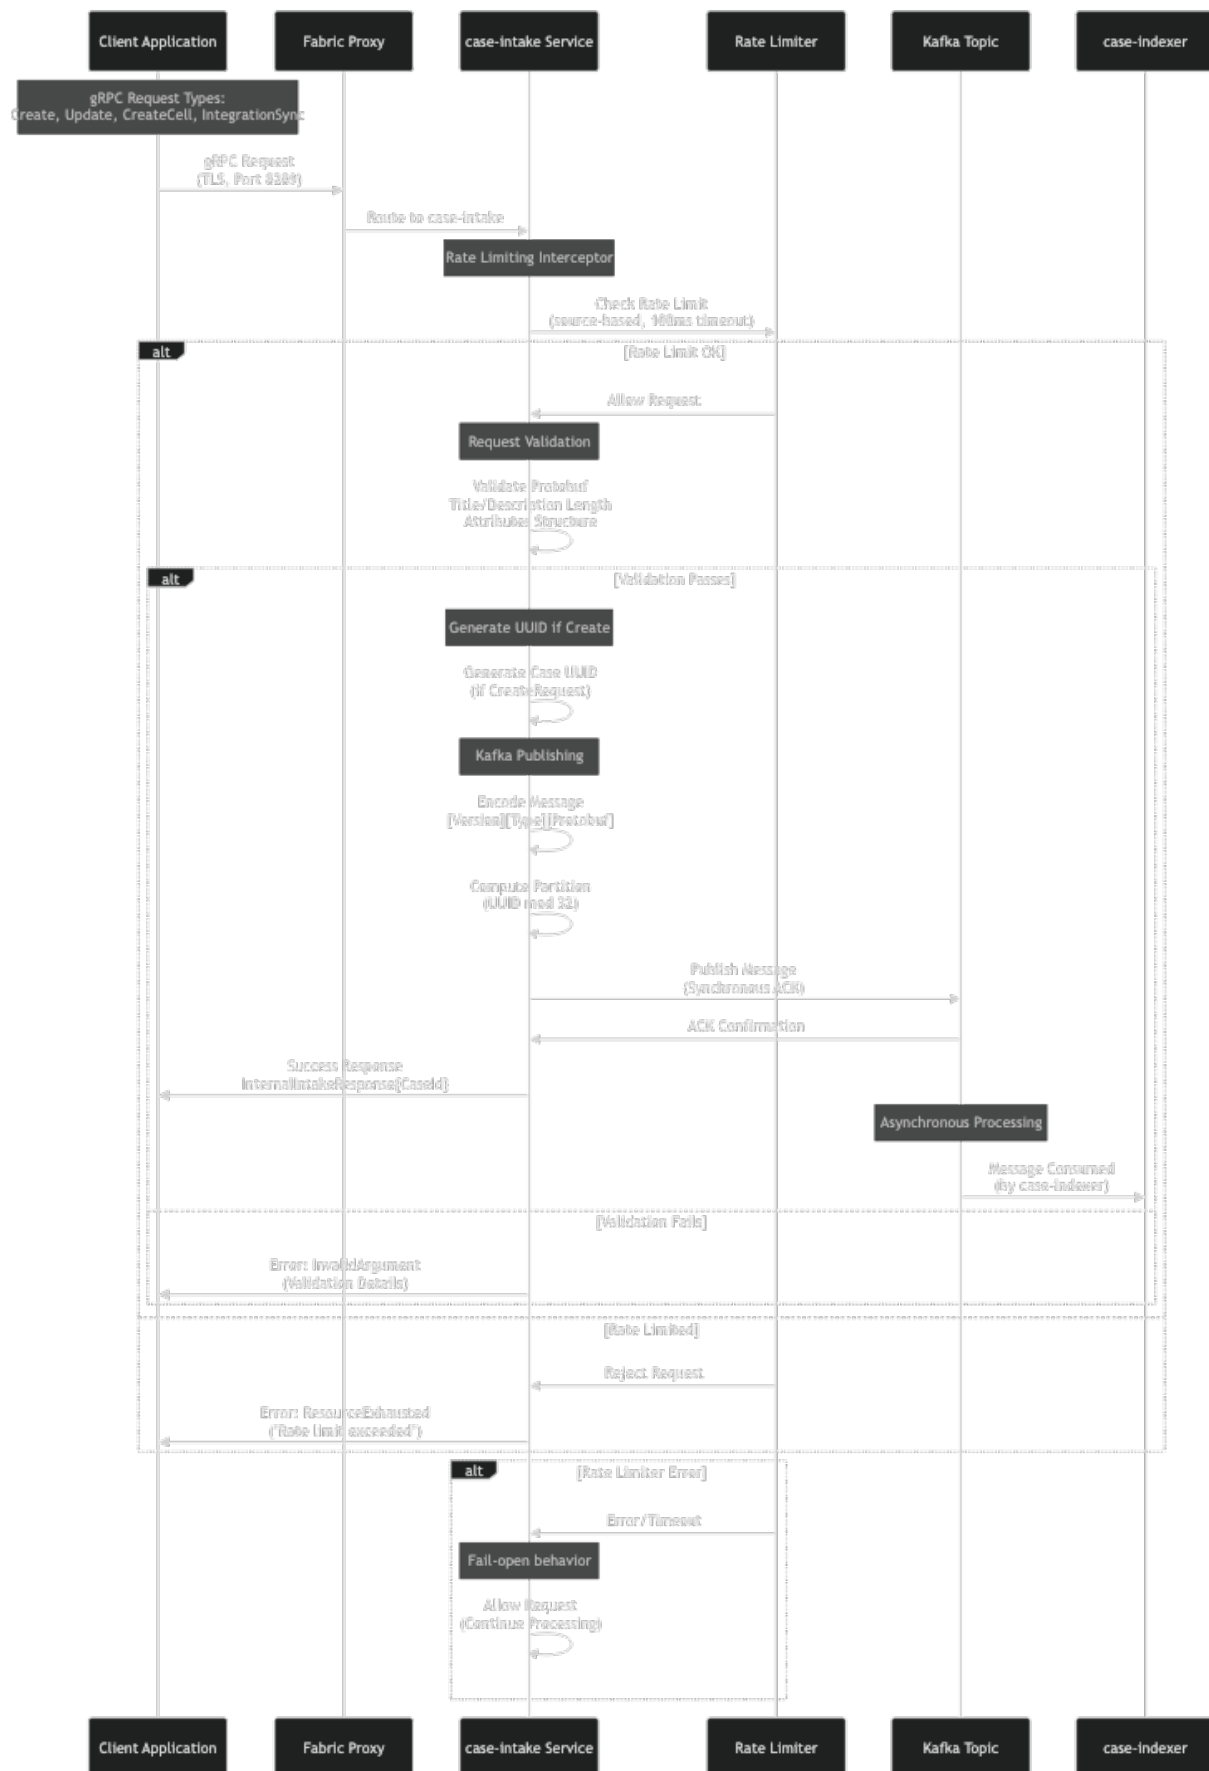 Client Application
Fabric Proxy
case-intake Service
Rate Limiter
Kafka Topic
case-indexer
gRPC Request Types:
Create, Update, CreateCell, IntegrationSync
gRPC Request
(TLS, Port
Route to case-intake
Rate Limiting Interceptor
Check Rate Limit
(source-based, 100ms timeout)
alt
[Rate Limit OK]
Allow Request
Request Validation
Validate Protobuf
Title/Description Length
Attributes Structure
alt
[Validation Passes]
Generate UUID if Create
Generate Case UUID
(if CreateRequest)
Kafka Publishing
Encode Message
[Version][Type][Protobuf]
Compute Partition
(UUID mod 32)
Publish Message
(Synchronous ACK)
ACK Confirmation
Success Response
InternalIntakeResponse{CaseId}
Asynchronous Processing
Message Consumed
(by case-indexer)
[Validation Fails]
Error: InvalidArgument
(Validation Details)
[Rate Limited]
Reject Request
Error: ResourceExhausted
("Rate limit exceeded")
alt
[Rate Limiter Error]
Error/Timeout
Fail-open behavior
Allow Request
(Continue Processing)
Client Application
Fabric Proxy
case-intake Service
Rate Limiter
Kafka Topic
case-indexer